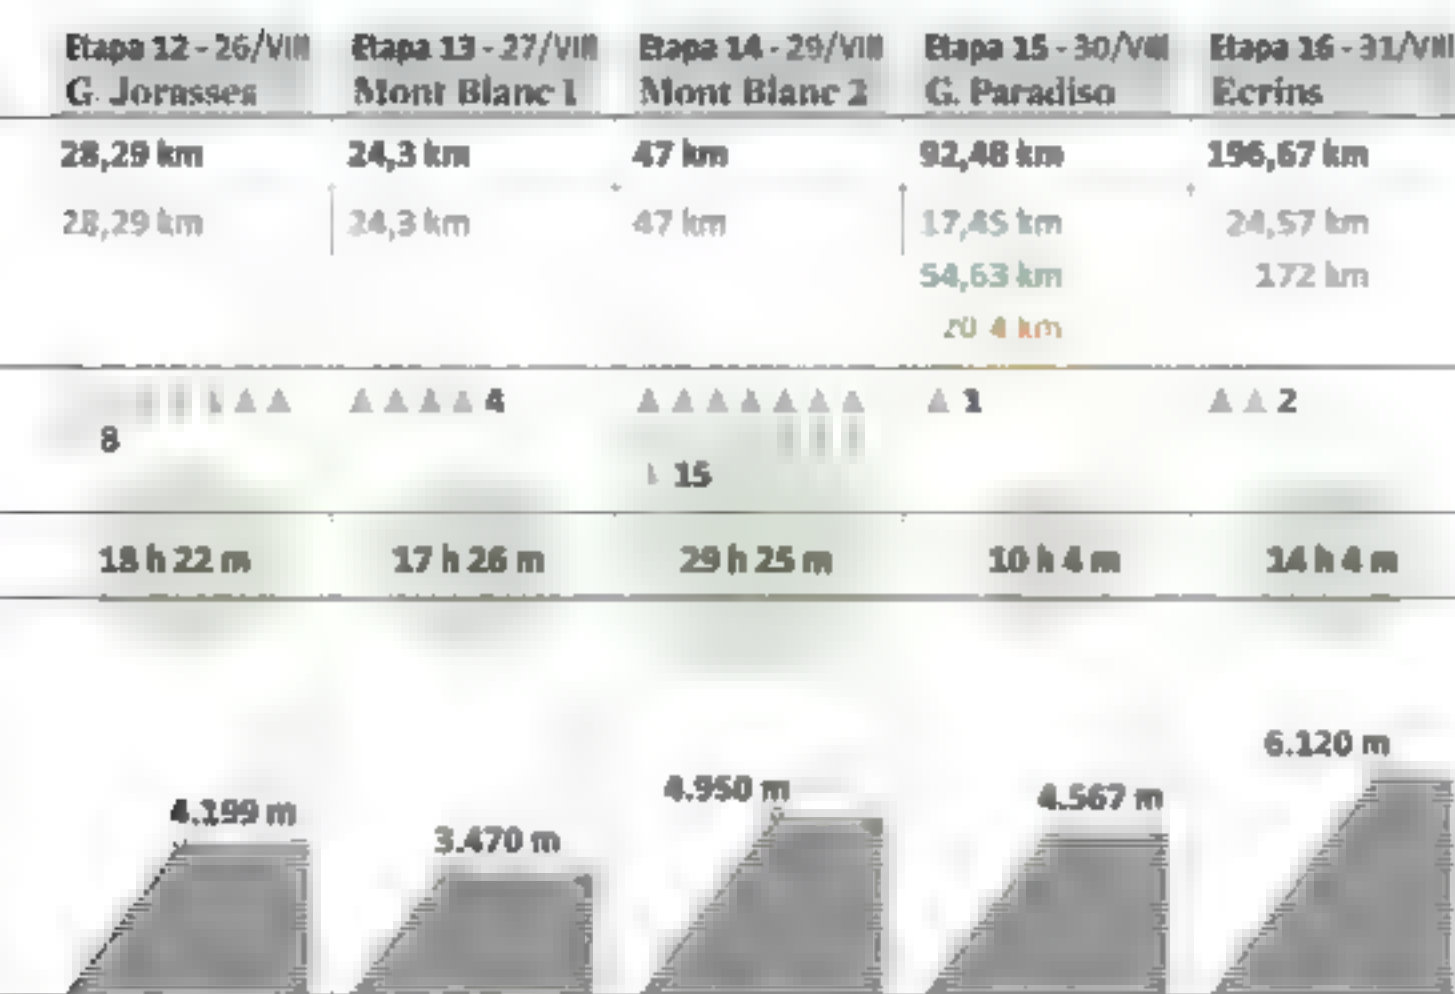 Etapa 12 - 26/VIII
G. Jorasses
28,29 km
28,29 km
8
18 h 22 m
4.199 m
Etapa 13 - 27/VIII
Mont Blanc 1
24,3 km
24,3 km
4
17 h 26 m
3.470 m
Etapa 14 - 29/VIII
Mont Blanc 2
47 km
47 km
15
29 h 25 m
4.950 m
Etapa 15 - 30/VIII
G. Paradiso
92,48 km
17,45 km
54,63 km
20,4 km
1
10 h 4 m
4.567 m
Etapa 16 - 31/VIII
Ecrins
196,67 km
24,57 km
172 km
2
14 h 4 m
6.120 m